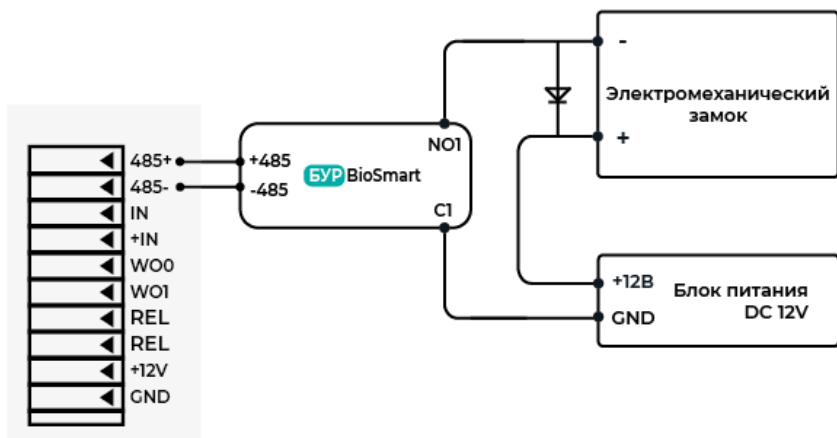 485+
485-
IN
+IN
WO0
WO1
REL
REL
+12V
GND
+485
-485
БУР BioSmart
NO1
C1
-
Электромеханический
замок
+
+12В
GND
Блок питания
DC 12V